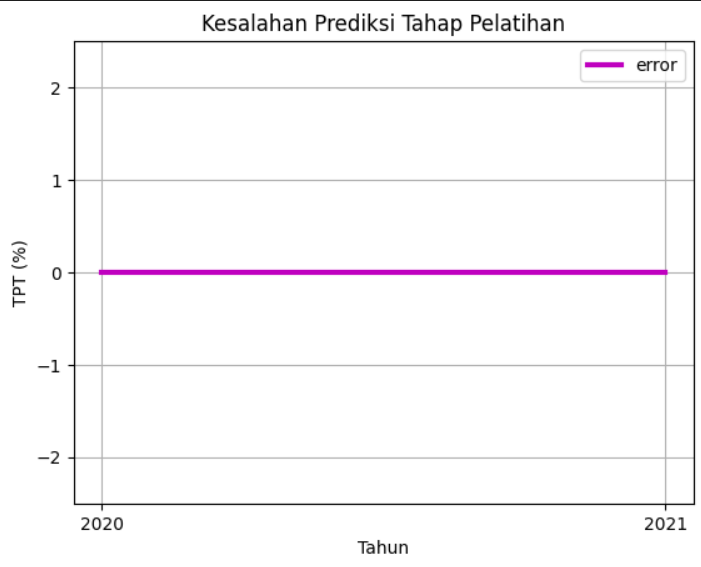 Kesalahan Prediksi Tahap Pelatihan
error
2
1
0
−1
−2
TPT (%)
2020
2021
Tahun